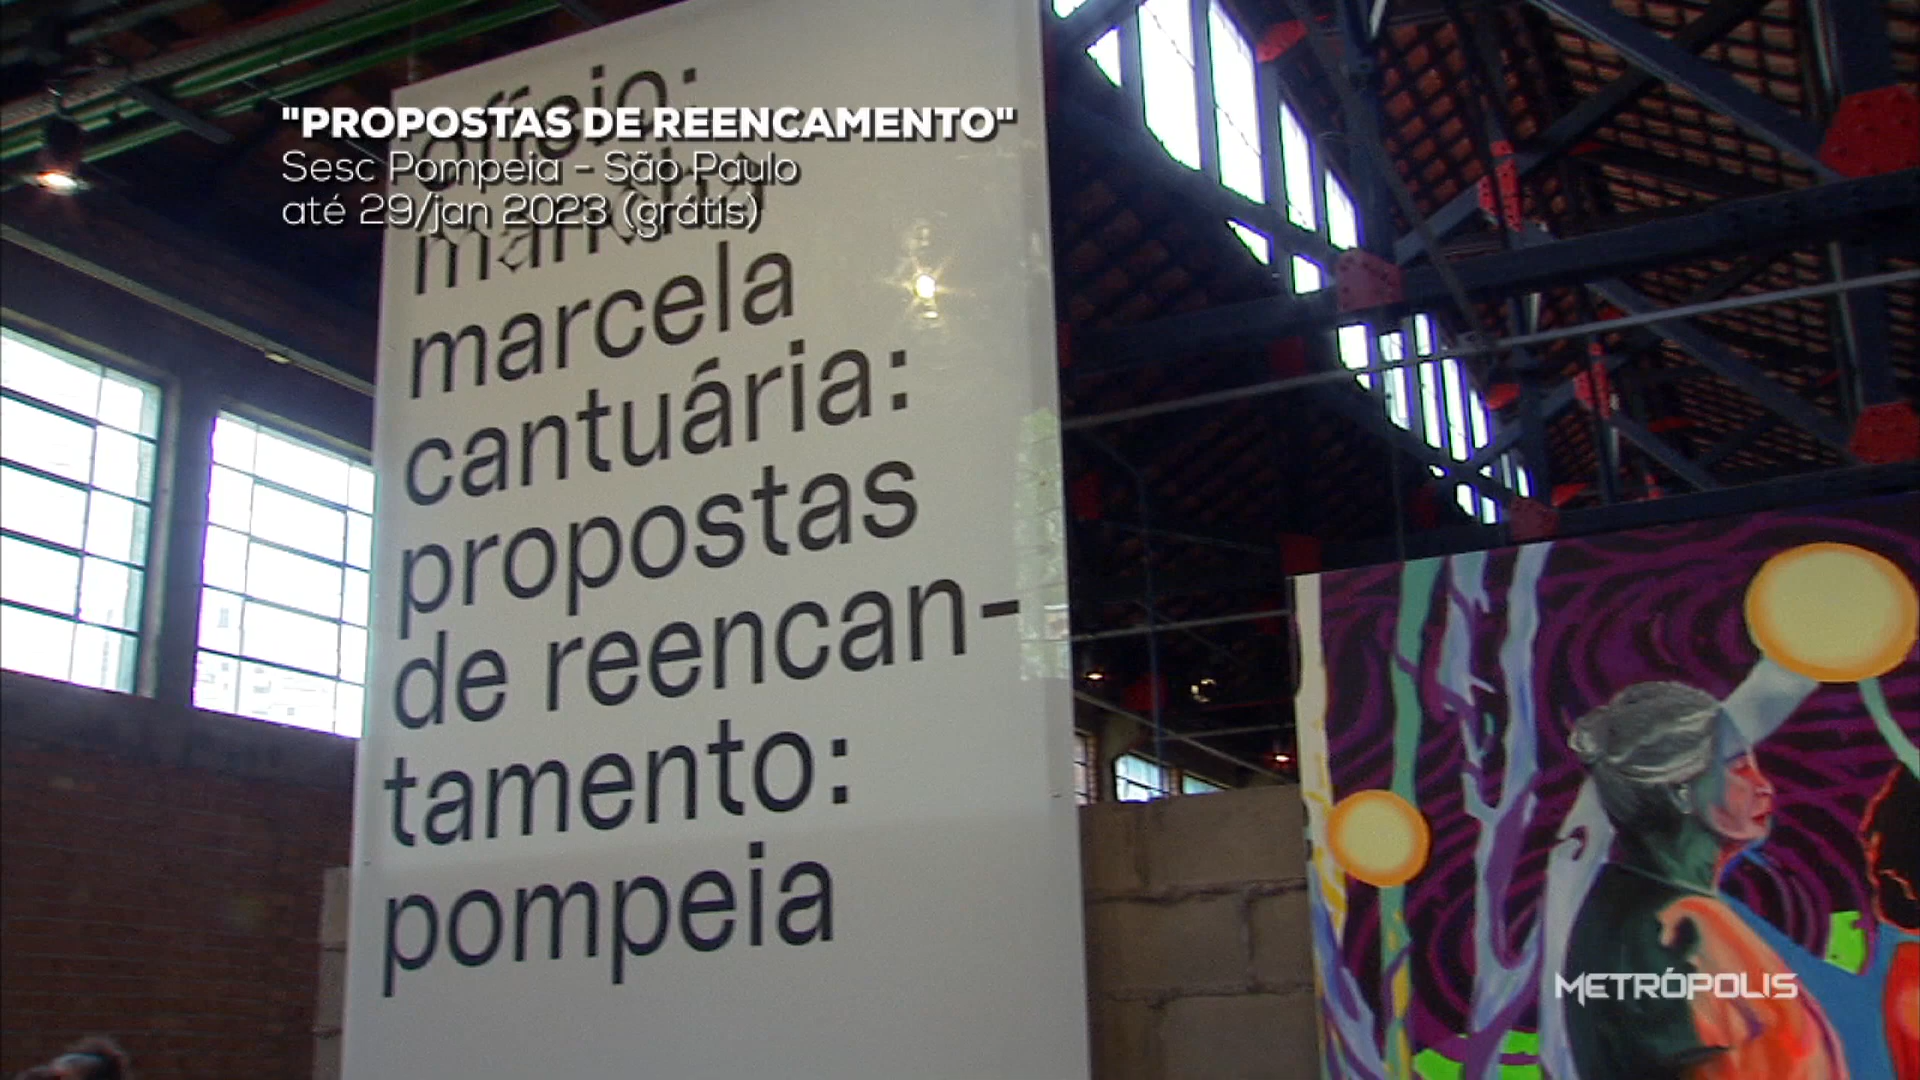 "PROPOSTAS DE REENCAMENTO"
Sesc Pompeia - São Paulo
até 29/jan 2023 (grátis)
marcela
cantuária:
propostas
de reencan-
tamento:
pompeia
METRÓPOLIS